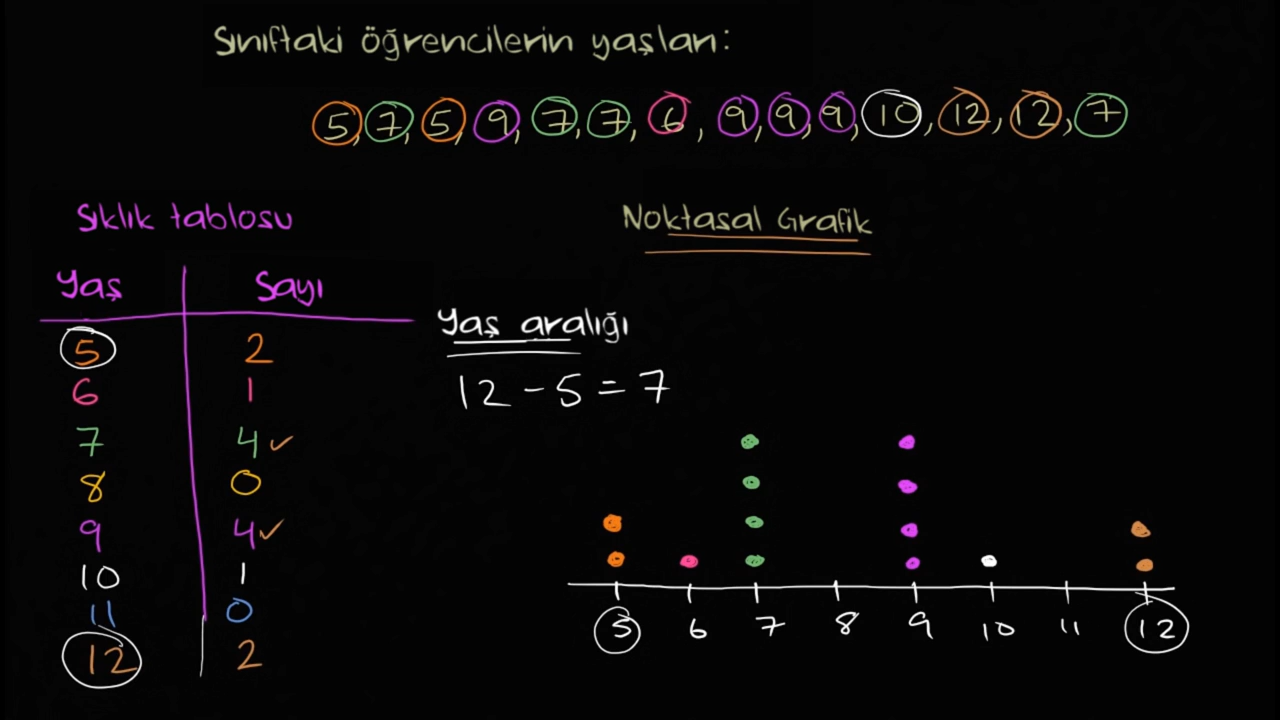 Sınıftaki öğrencilerin yaşları:
5, 7, 5, 9, 7, 7, 6, 9, 9, 9, 10, 12, 12, 7
Sıklık tablosu
Yaş Sayı
5 2
6 1
7 4 ✓
8 0
9 4 ✓
10 1
11 0
12 2
Noktasal Grafik
Yaş aralığı
12 - 5 = 7
5 6 7 8 9 10 11 12